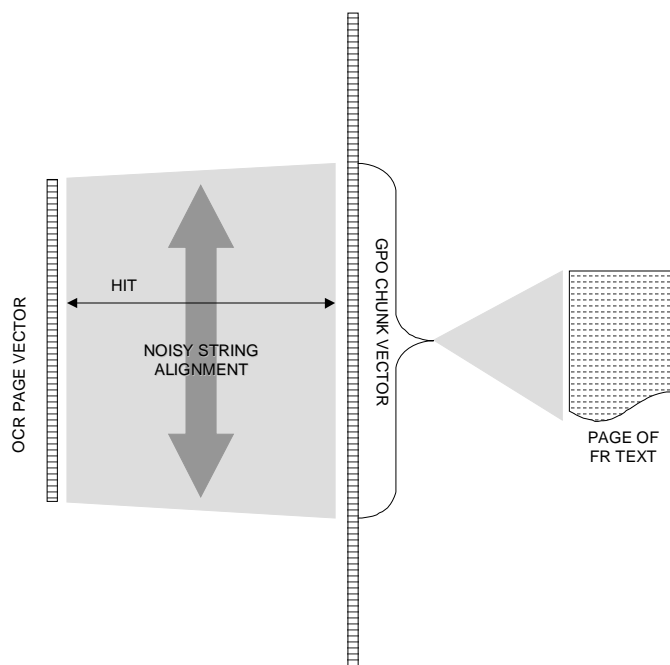 OCR PAGE VECTOR
HIT
NOISY STRING
ALIGNMENT
GPO CHUNK VECTOR
PAGE OF
FR TEXT